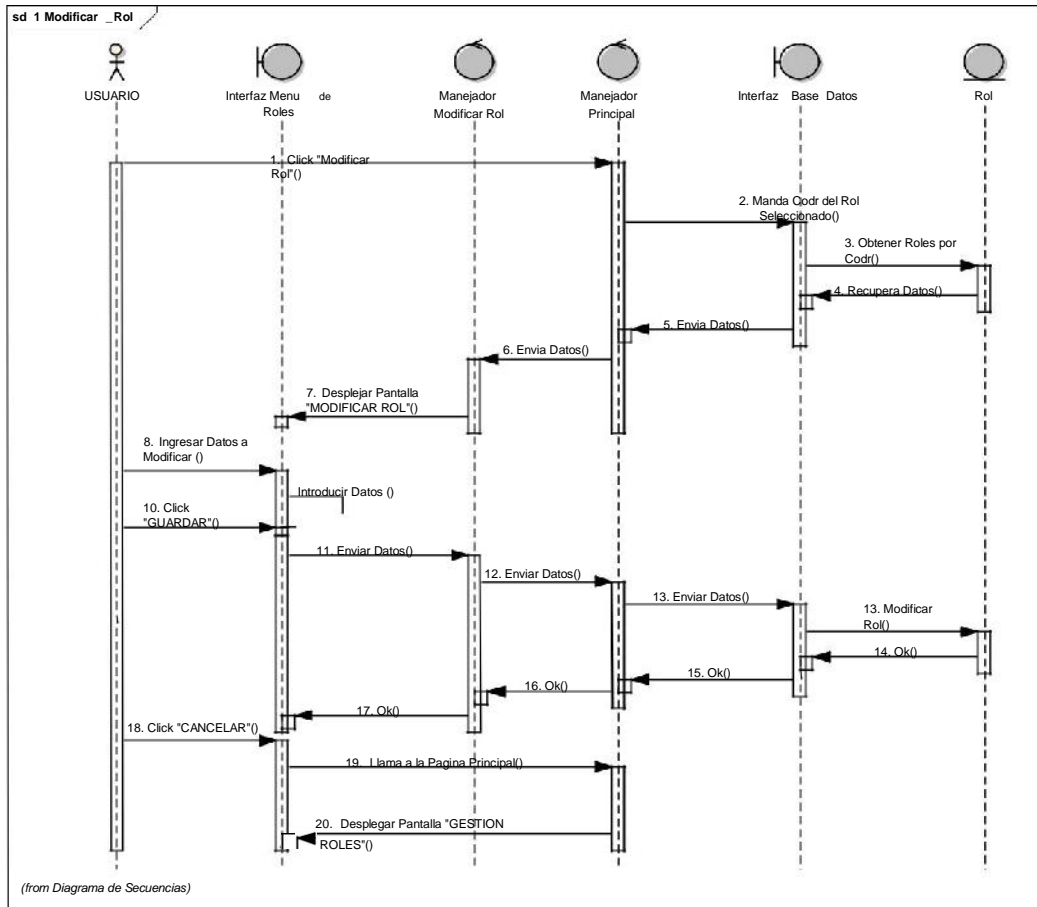 sd 1 Modificar _Rol
USUARIO
Interfaz Menu de
Roles
Manejador
Modificar Rol
Manejador
Principal
Interfaz Base Datos
Rol
1. Click "Modificar
Rol"()
2. Manda Codr del Rol
Seleccionado()
3. Obtener Roles por
Codr()
4. Recupera Datos()
5. Envia Datos()
6. Envia Datos()
7. Desplejar Pantalla
"MODIFICAR ROL"()
8. Ingresar Datos a
Modificar ()
Introducir Datos ()
10. Click
"GUARDAR"()
11. Enviar Datos()
12. Enviar Datos()
13. Enviar Datos()
13. Modificar
Rol()
14. Ok()
15. Ok()
16. Ok()
17. Ok()
18. Click "CANCELAR"()
19. Llama a la Pagina Principal()
20. Desplegar Pantalla "GESTION
ROLES"()
(from Diagrama de Secuencias)